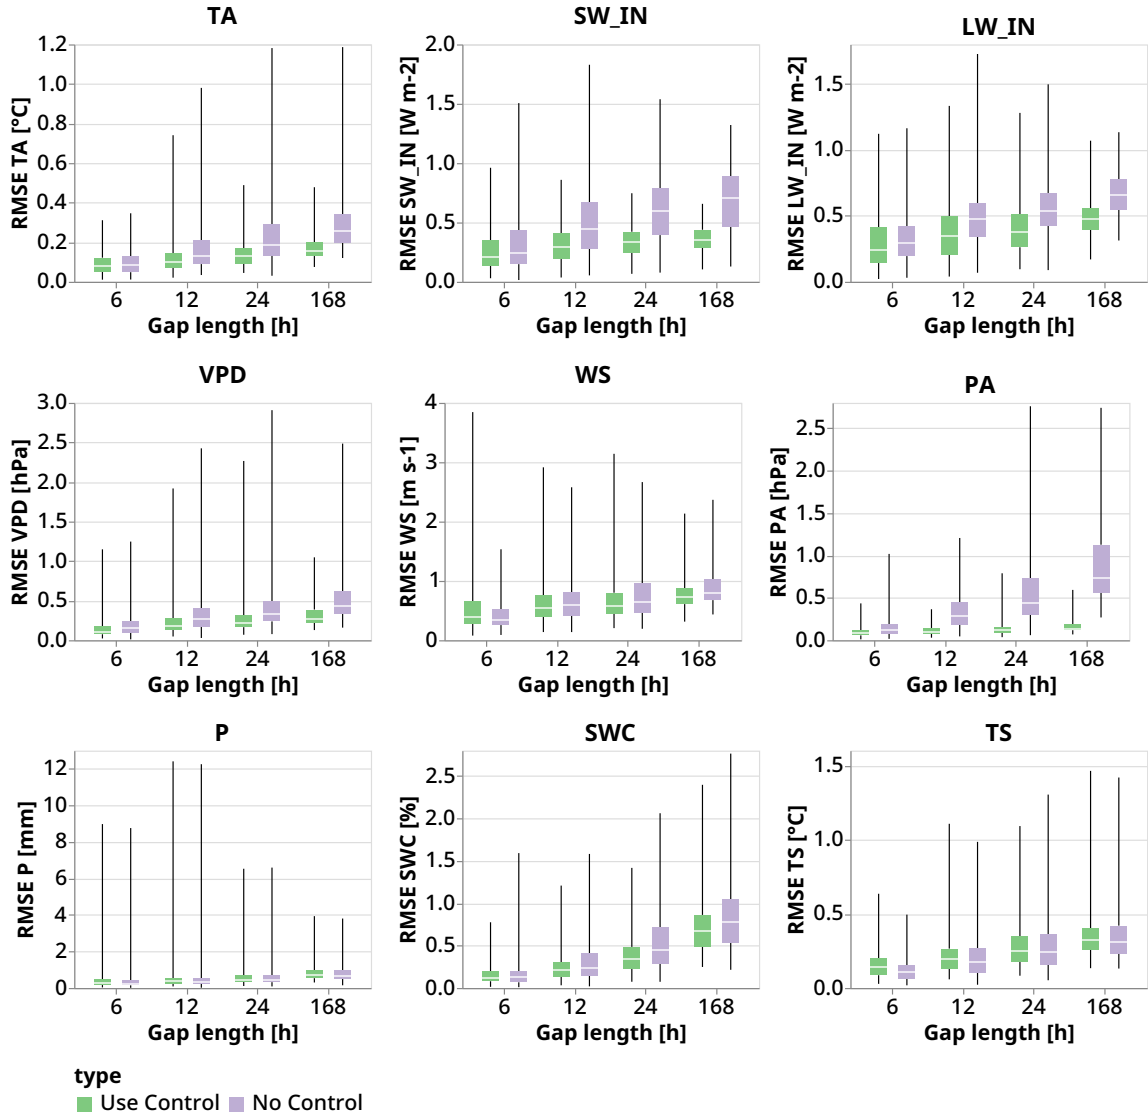 TA
RMSE TA [°C]
1.2
1.0
0.8
0.6
0.4
0.2
0.0
6 12 24 168
Gap length [h]
SW_IN
RMSE SW_IN [W m-2]
2.0
1.5
1.0
0.5
0.0
6 12 24 168
Gap length [h]
LW_IN
RMSE LW_IN [W m-2]
1.5
1.0
0.5
0.0
6 12 24 168
Gap length [h]
VPD
RMSE VPD [hPa]
3.0
2.5
2.0
1.5
1.0
0.5
0.0
6 12 24 168
Gap length [h]
WS
RMSE WS [m s-1]
4
3
2
1
0
6 12 24 168
Gap length [h]
PA
RMSE PA [hPa]
2.5
2.0
1.5
1.0
0.5
0.0
6 12 24 168
Gap length [h]
P
RMSE P [mm]
12
10
8
6
4
2
0
6 12 24 168
Gap length [h]
SWC
RMSE SWC [%]
2.5
2.0
1.5
1.0
0.5
0.0
6 12 24 168
Gap length [h]
TS
RMSE TS [°C]
1.5
1.0
0.5
0.0
6 12 24 168
Gap length [h]
type
Use Control No Control